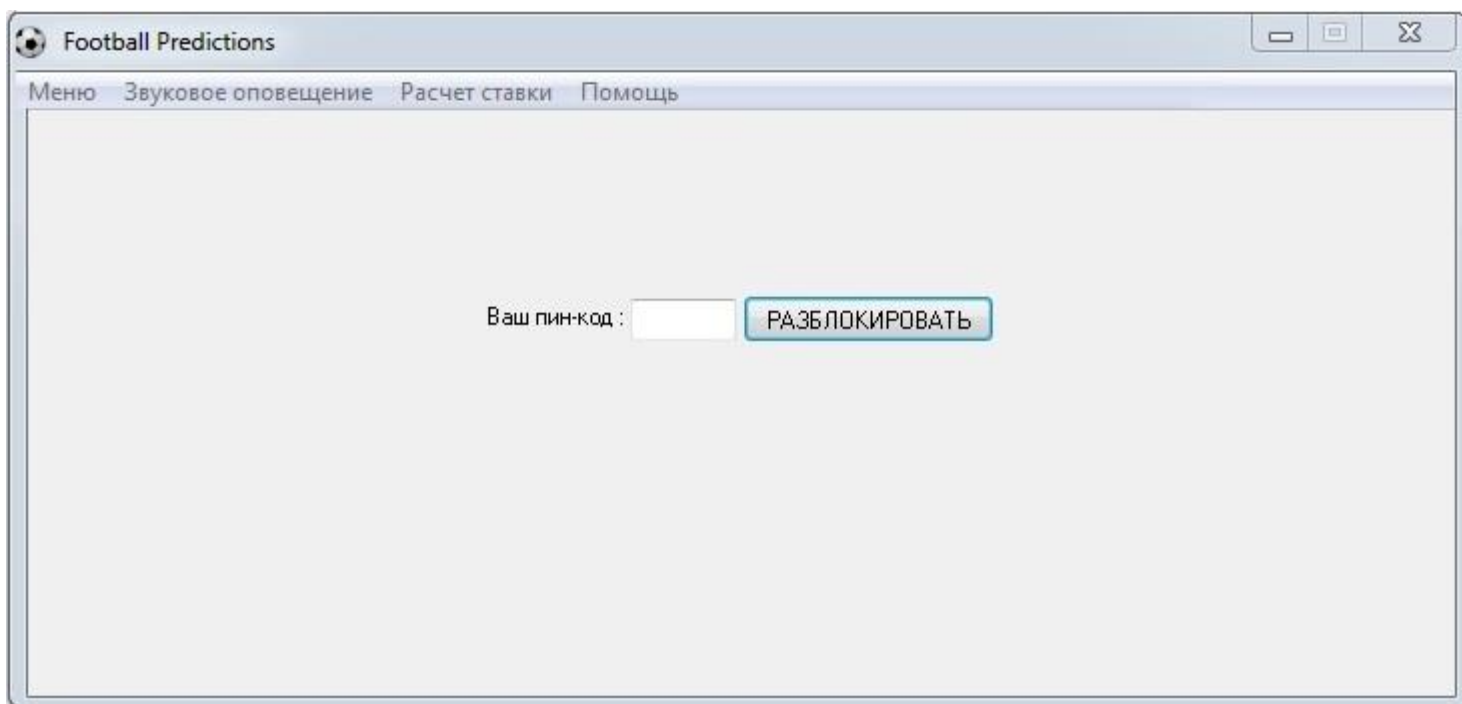 Football Predictions
Меню Звуковое оповещение Расчет ставки Помощь
Ваш пин-код : РАЗБЛОКИРОВАТЬ